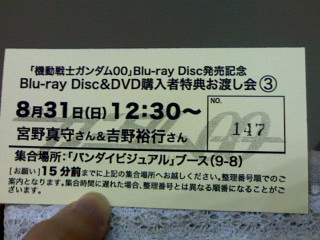 「機動戦士ガンダム00」Blu-ray Disc発売記念
Blu-ray Disc&DVD購入者特典お渡し会③
8月31日(日) 12:30〜
宮野真守さん&吉野裕行さん
NO.
147
集合場所:「バンダイビジュアル」ブース(9-8)
[お願い] 15分前までに上記の集合場所へお越しください。整理番号順でのご
案内となります。集合時間に遅れた場合、整理番号とは異なる順番になることがご
ざいます。